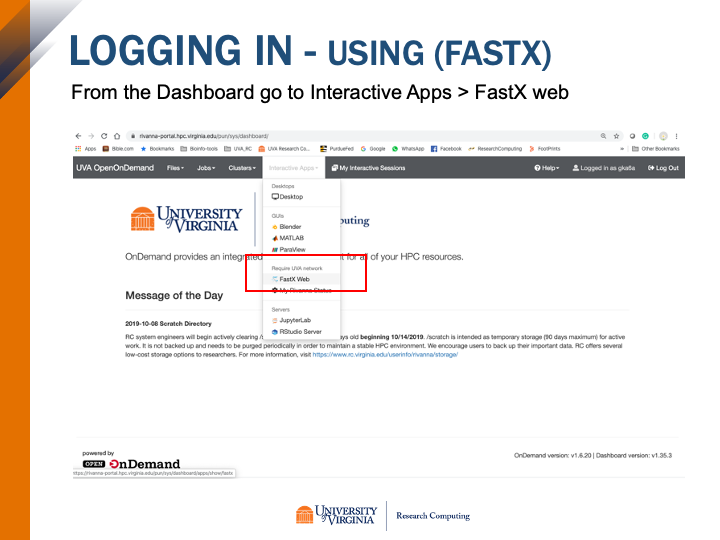 LOGGING IN - USING (FASTX)
From the Dashboard go to Interactive Apps > FastX web
rivanna-portal.hpc.virginia.edu/pun/sys/dashboard/
Apps Bible.com Bookmarks Bioinfo-tools UVA_RC UVA Research Co... PurdueFed Google WhatsApp Facebook ResearchComputing FootPrints » Other Bookmarks
UVA OpenOnDemand Files Jobs Clusters Interactive Apps My Interactive Sessions Help Logged in as gka6a Log Out
Desktops
Desktop
GUIs
Blender
MATLAB
ParaView
Require UVA network
FastX Web
My Rivanna Status
Servers
JupyterLab
RStudio Server
UNIVERSITY
of VIRGINIA
puting
OnDemand provides an integrated t for all of your HPC resources.
Message of the Day
2019-10-08 Scratch Directory
RC system engineers will begin actively clearing /s ys old beginning 10/14/2019. /scratch is intended as temporary storage (90 days maximum) for active
work. It is not backed up and needs to be purged periodically in order to maintain a stable HPC environment. We encourage users to back up their important data. RC offers several
low-cost storage options to researchers. For more information, visit https://www.rc.virginia.edu/userinfo/rivanna/storage/
powered by
OPEN OnDemand
OnDemand version: v1.6.20 | Dashboard version: v1.35.3
https://rivanna-portal.hpc.virginia.edu/pun/sys/dashboard/apps/show/fastx
UNIVERSITY
of VIRGINIA
Research Computing